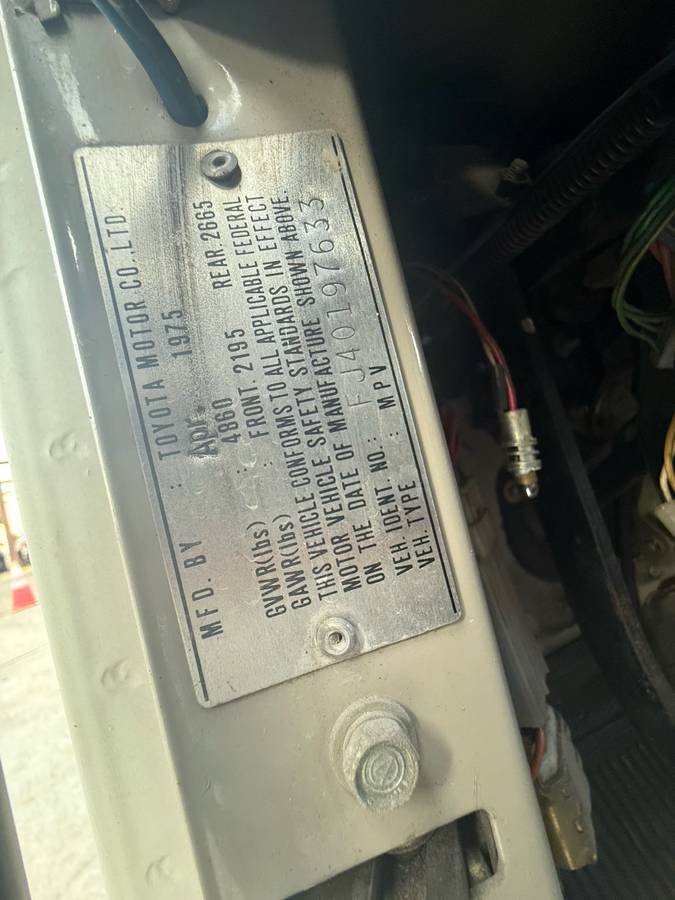 MFD. BY : TOYOTA MOTOR CO.,LTD.
Apr. 1975
GVWR(lbs) : 4860
GAWR(lbs) : FRONT. 2195 REAR. 2665
THIS VEHICLE CONFORMS TO ALL APPLICABLE FEDERAL
MOTOR VEHICLE SAFETY STANDARDS IN EFFECT
ON THE DATE OF MANUFACTURE SHOWN ABOVE.
VEH. IDENT. NO.: FJ40197633
VEH. TYPE : MPV